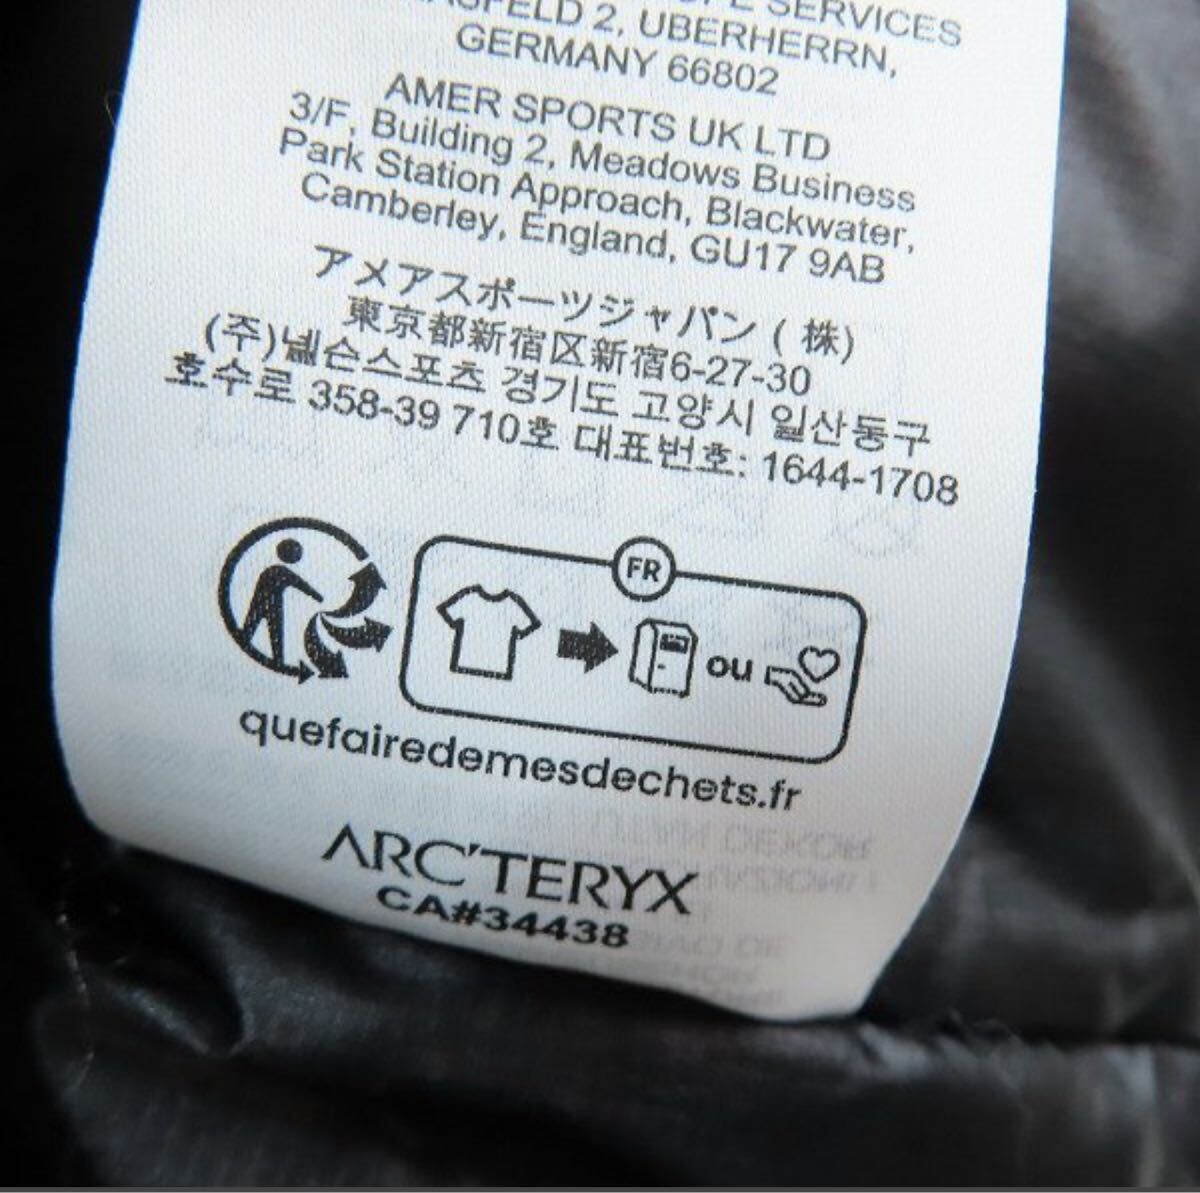 SERVICES
2, UBERHERRN,
GERMANY 66802
AMER SPORTS UK LTD
3/F, Building 2, Meadows Business
Park Station Approach, Blackwater,
Camberley, England, GU17 9AB
アメアスポーツジャパン ( 株)
東京都新宿区新宿6-27-30
(주)넬슨스포츠 경기도 고양시 일산동구
호수로 358-39 710호 대표번호: 1644-1708
FR
ou
quefairedemesdechets.fr
ARC'TERYX
CA#34438